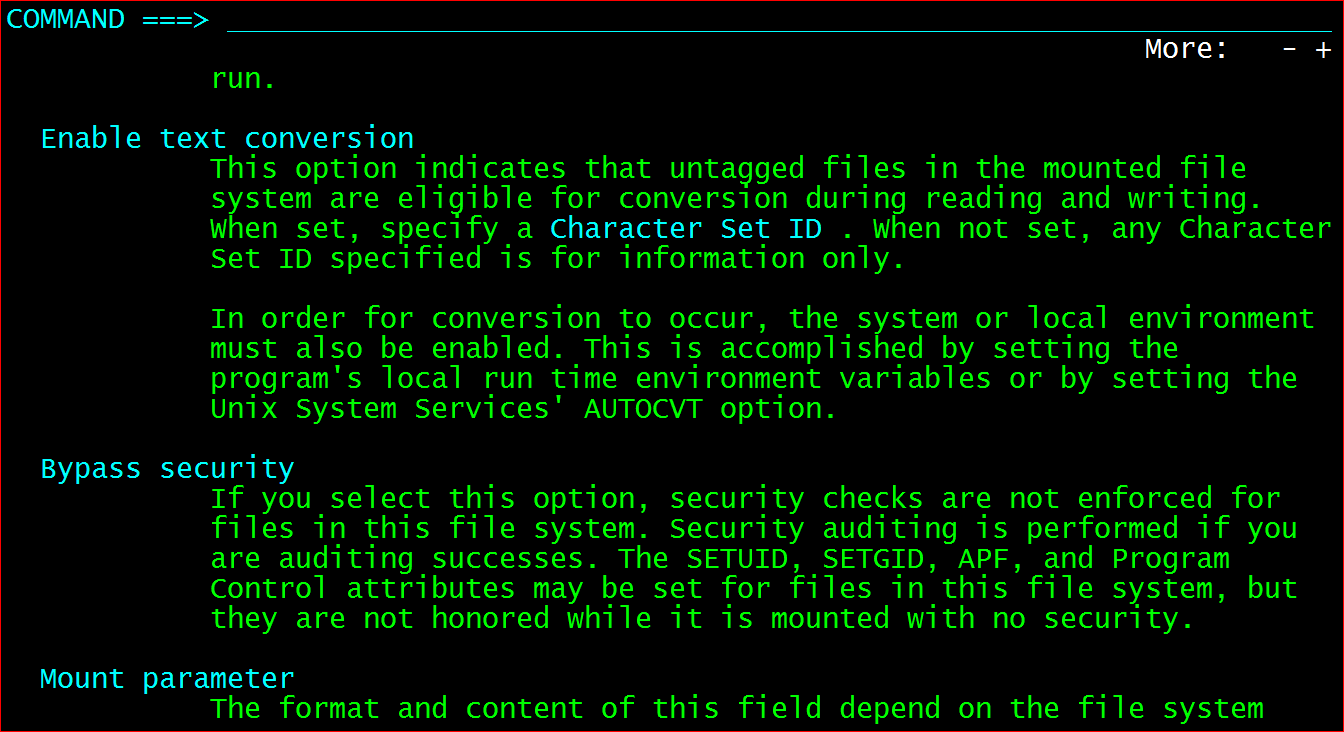 COMMAND ===>
More: - +
run.
Enable text conversion
This option indicates that untagged files in the mounted file
system are eligible for conversion during reading and writing.
When set, specify a Character Set ID . When not set, any Character
Set ID specified is for information only.
In order for conversion to occur, the system or local environment
must also be enabled. This is accomplished by setting the
program's local run time environment variables or by setting the
Unix System Services' AUTOCVT option.
Bypass security
If you select this option, security checks are not enforced for
files in this file system. Security auditing is performed if you
are auditing successes. The SETUID, SETGID, APF, and Program
Control attributes may be set for files in this file system, but
they are not honored while it is mounted with no security.
Mount parameter
The format and content of this field depend on the file system